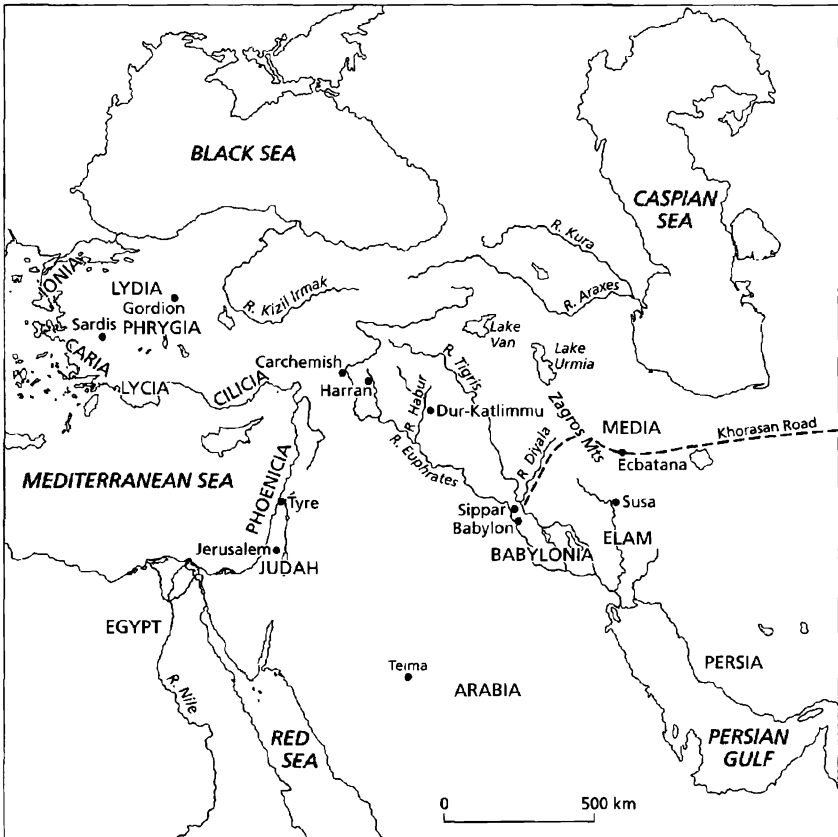 BLACK SEA
CASPIAN
SEA
R. Kura
R. Araxes
IONIA
LYDIA
Gordion
PHRYGIA
R. Kizil Irmak
Sardis
Lake
Van
Lake
Urmia
CARIA
LYCIA
CILICIA
Carchemish
Harran
R. Habur
R. Tigris
Dur-Katlimmu
Zagros Mts
MEDIA
Khorasan Road
Ecbatana
R. Euphrates
R Diyala
MEDITERRANEAN SEA
PHOENICIA
Tyre
Sippar
Babylon
BABYLONIA
Susa
ELAM
Jerusalem
JUDAH
EGYPT
R. Nile
Teima
ARABIA
PERSIA
RED
SEA
PERSIAN
GULF
0 500 km